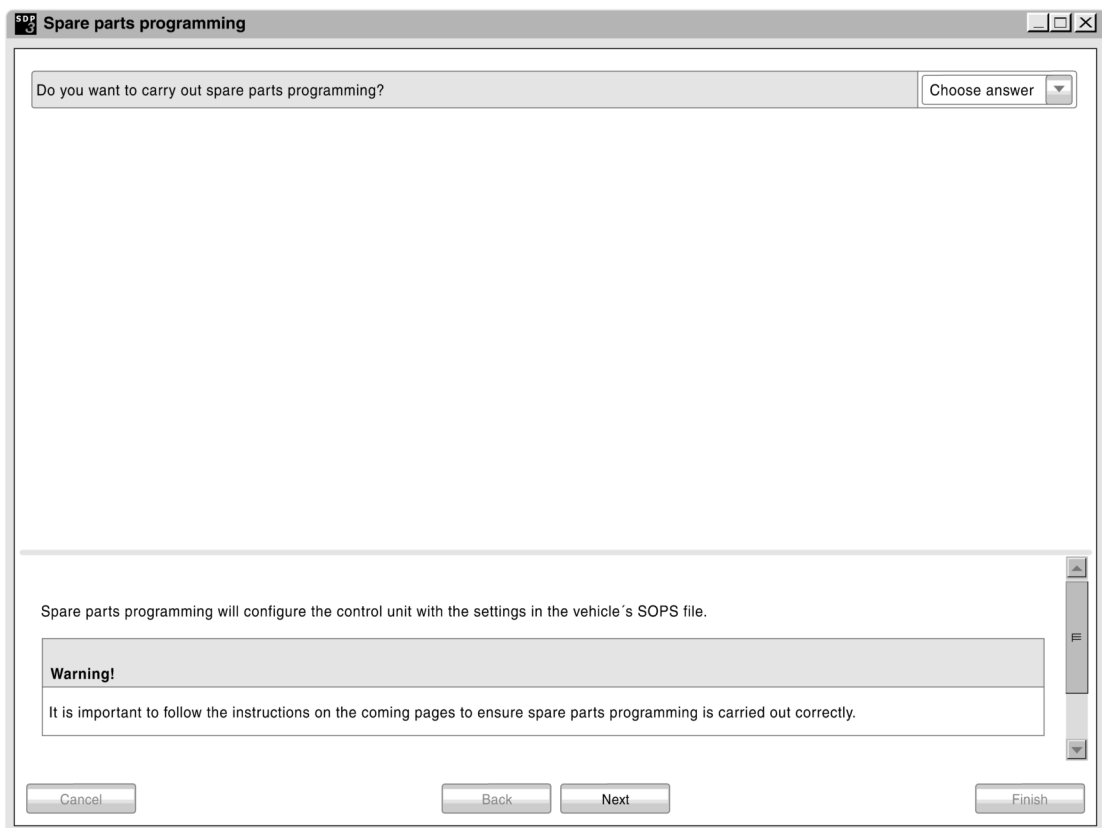 SDP
3
Spare parts programming
Do you want to carry out spare parts programming?
Choose answer
Spare parts programming will configure the control unit with the settings in the vehicle´s SOPS file.
Warning!
It is important to follow the instructions on the coming pages to ensure spare parts programming is carried out correctly.
Cancel
Back
Next
Finish